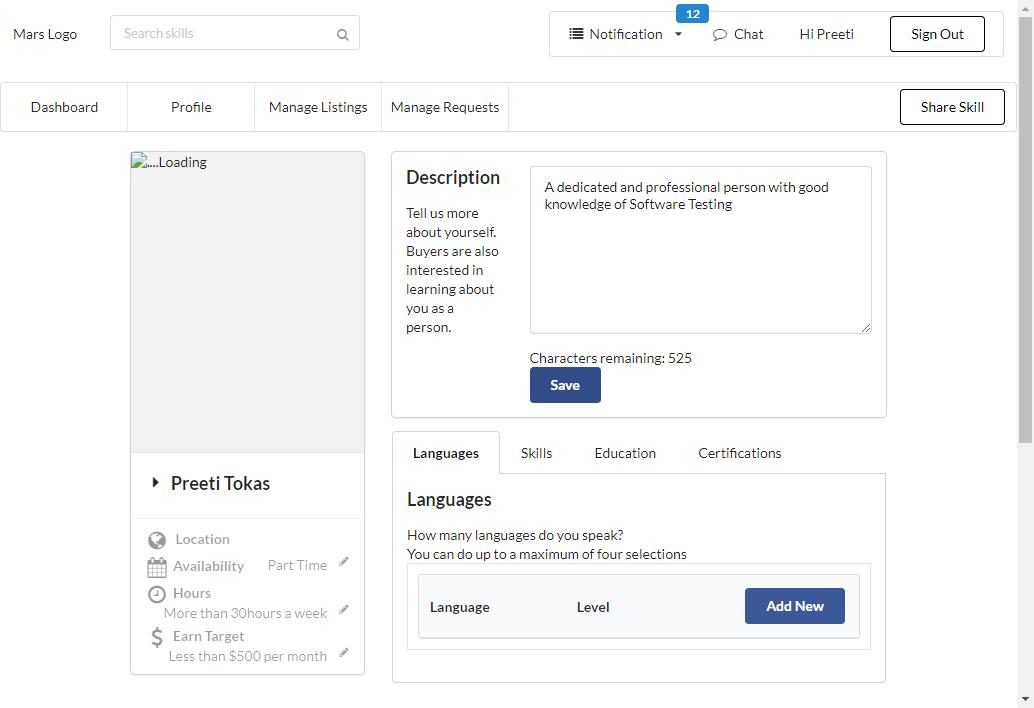 12
Mars Logo
Search skills
Notification
Chat
Hi Preeti
Sign Out
Dashboard
Profile
Manage Listings
Manage Requests
Share Skill
....Loading
Preeti Tokas
Location
Availability
Part Time
Hours
More than 30hours a week
Earn Target
Less than $500 per month
Description
Tell us more
about yourself.
Buyers are also
interested in
learning about
you as a
person.
A dedicated and professional person with good
knowledge of Software Testing
Characters remaining: 525
Save
Languages
Skills
Education
Certifications
Languages
How many languages do you speak?
You can do up to a maximum of four selections
Language
Level
Add New